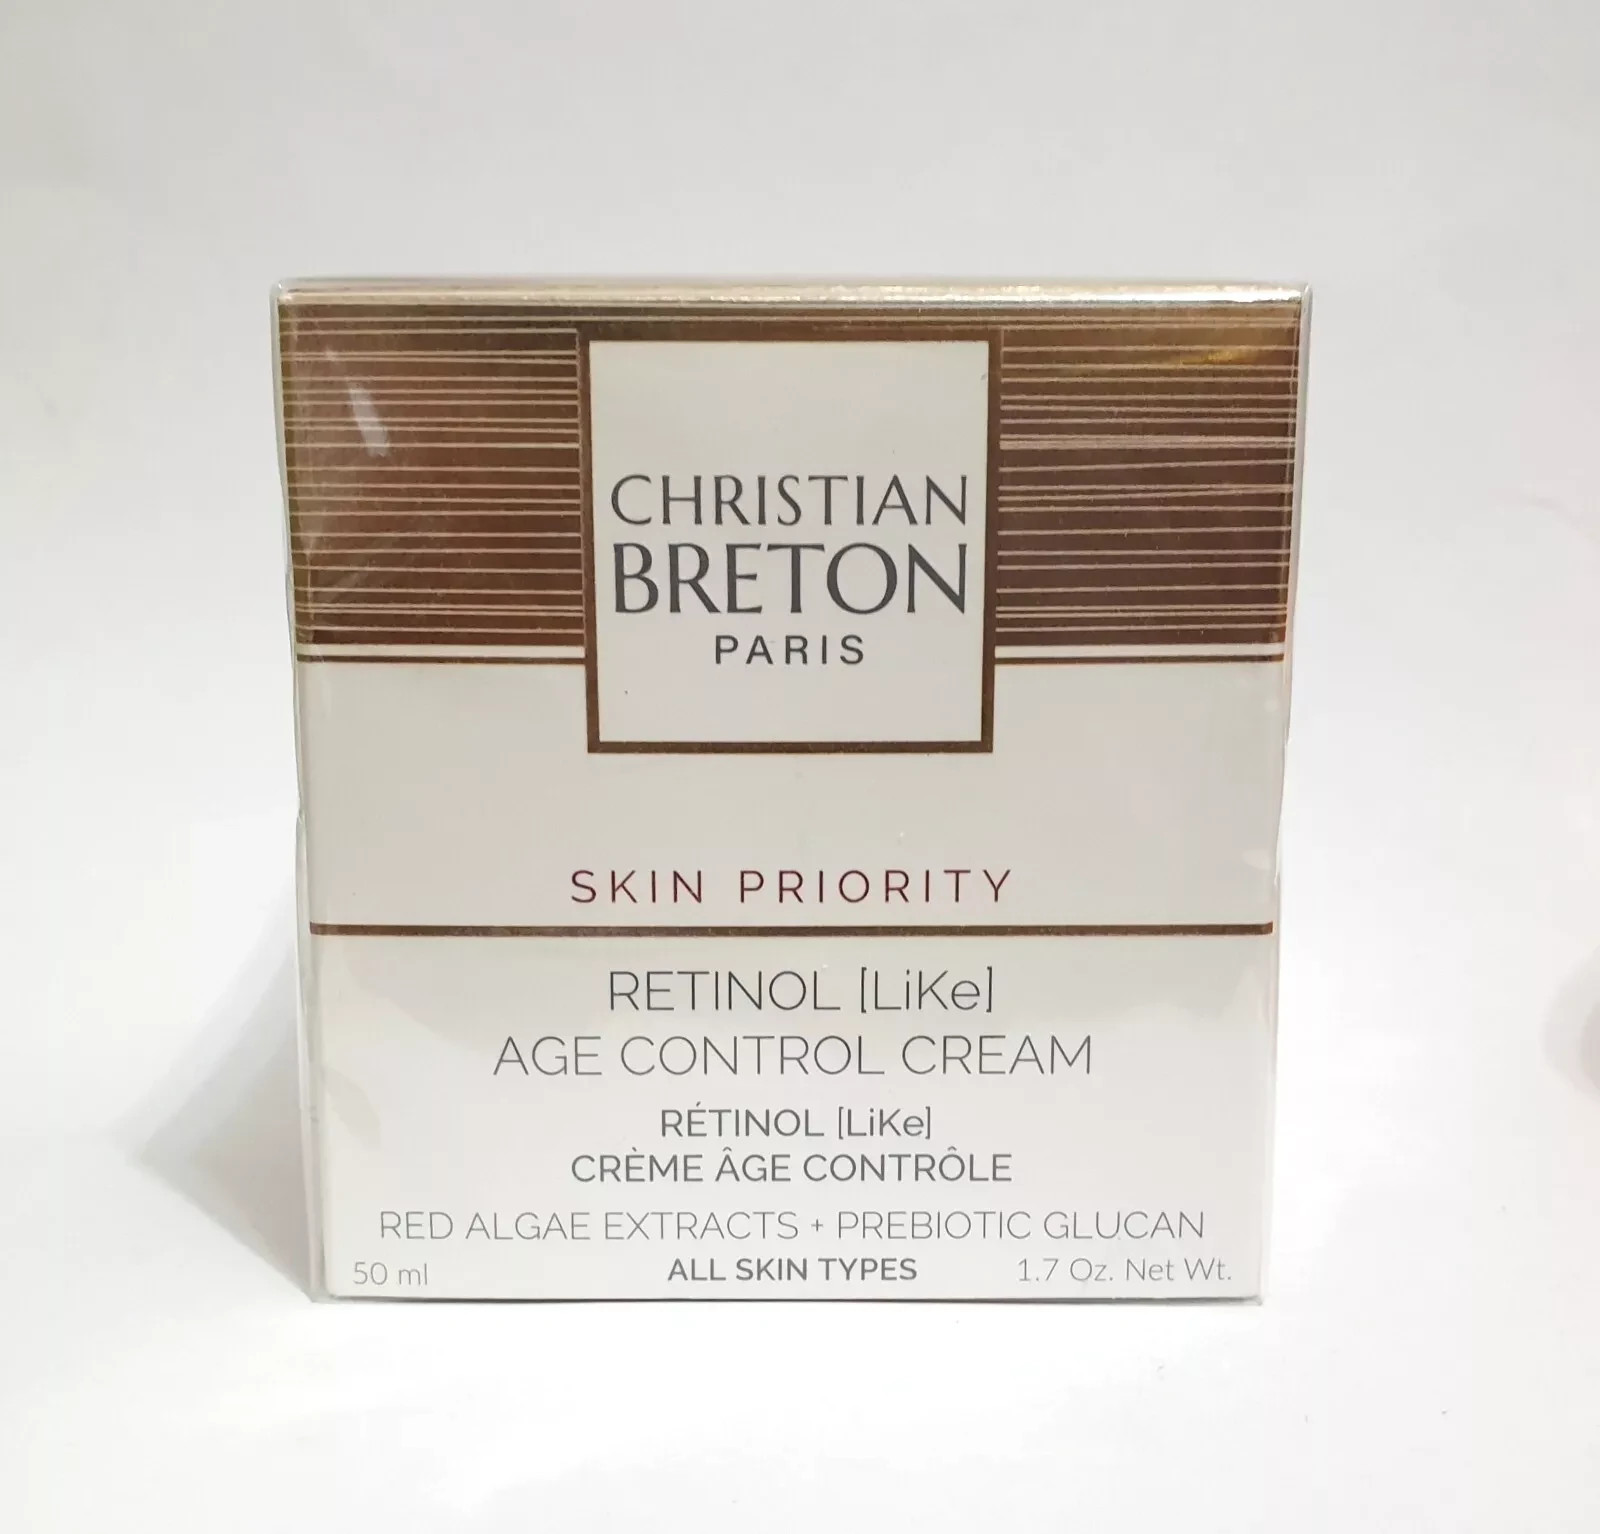 CHRISTIAN
BRETON
PARIS
SKIN PRIORITY
RETINOL [LiKe]
AGE CONTROL CREAM
RÉTINOL [LiKe]
CRÈME ÂGE CONTRÔLE
RED ALGAE EXTRACTS + PREBIOTIC GLUCAN
50 ml ALL SKIN TYPES 1.7 Oz. Net Wt.